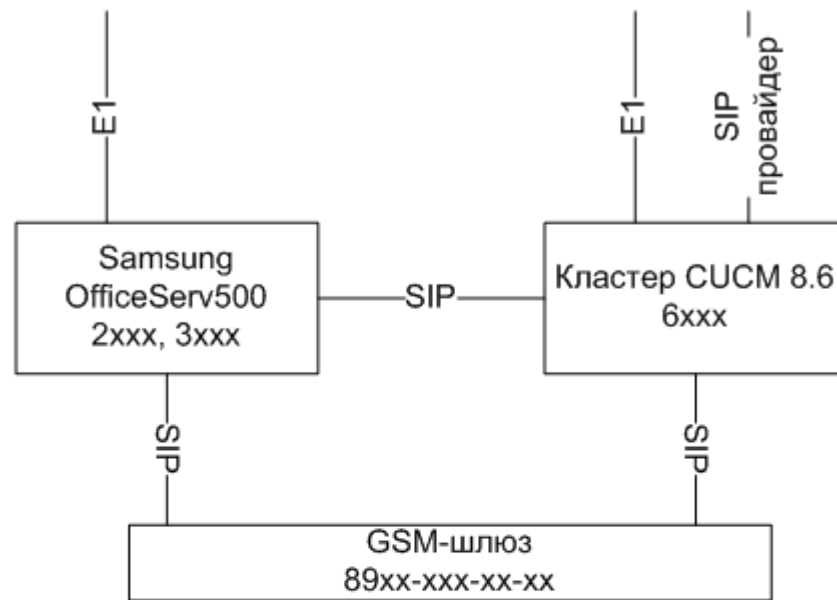 E1
E1
SIP
провайдер
Samsung
OfficeServ500
2xxx, 3xxx
SIP
Кластер CUCM 8.6
6xxx
SIP
SIP
GSM-шлюз
89xx-xxx-xx-xx